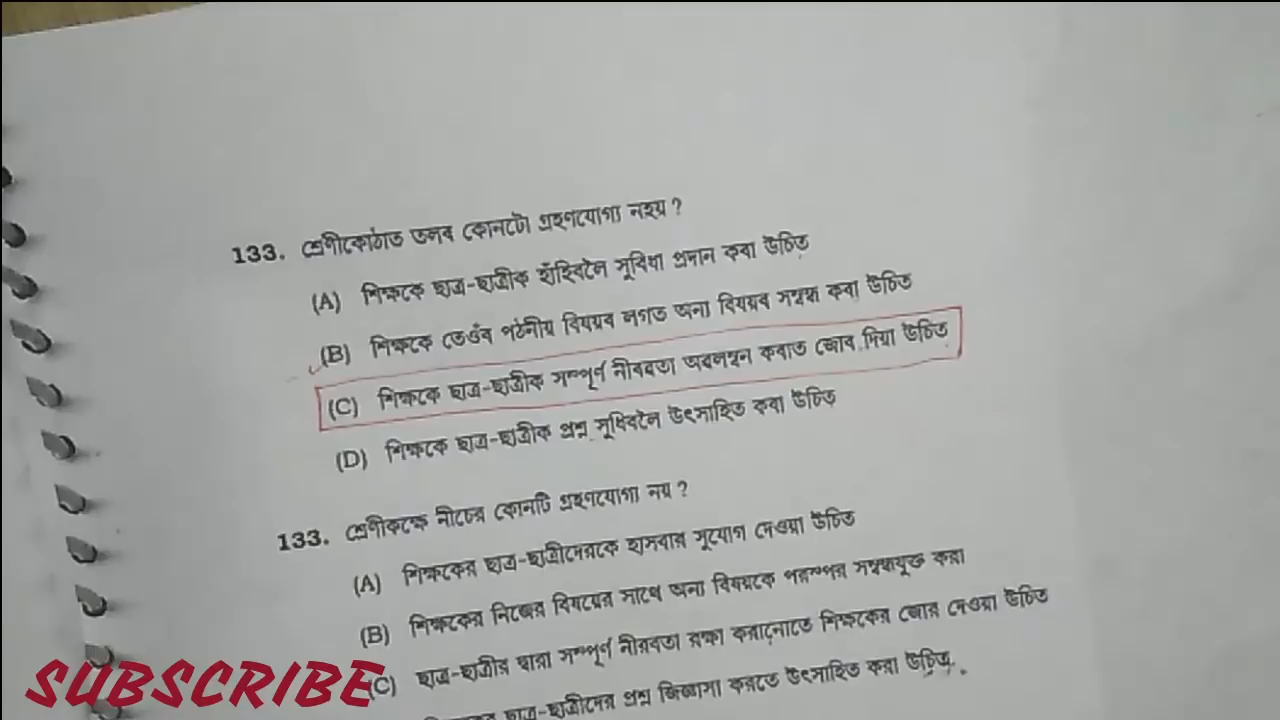 133. শ্ৰেণীকোঠাত তলৰ কোনটো গ্ৰহণযোগ্য নহয় ?
(A) শিক্ষকে ছাত্ৰ-ছাত্ৰীক হাঁহিবলৈ সুবিধা প্ৰদান কৰা উচিত
(B) শিক্ষকে তেওঁৰ পঠনীয় বিষয়ৰ লগত অন্য বিষয়ৰ সম্বন্ধ কৰা উচিত
(C) শিক্ষকে ছাত্ৰ-ছাত্ৰীক সম্পূৰ্ণ নীৰৱতা অৱলম্বন কৰাত জোৰ দিয়া উচিত
(D) শিক্ষকে ছাত্ৰ-ছাত্ৰীক প্ৰশ্ন সুধিবলৈ উৎসাহিত কৰা উচিত
133. শ্রেণীকক্ষে নীচের কোনটি গ্রহণযোগ্য নয় ?
(A) শিক্ষকের ছাত্র-ছাত্রীদেরকে হাসবার সুযোগ দেওয়া উচিত
(B) শিক্ষকের নিজের বিষয়ের সাথে অন্য বিষয়কে পরস্পর সম্বন্ধযুক্ত করা
(C) ছাত্র-ছাত্রীর দ্বারা সম্পূর্ণ নীরবতা রক্ষা করানোতে শিক্ষকের জোর দেওয়া উচিত
ছাত্র-ছাত্রীদের প্রশ্ন জিজ্ঞাসা করতে উৎসাহিত করা উচিত
SUBSCRIBE